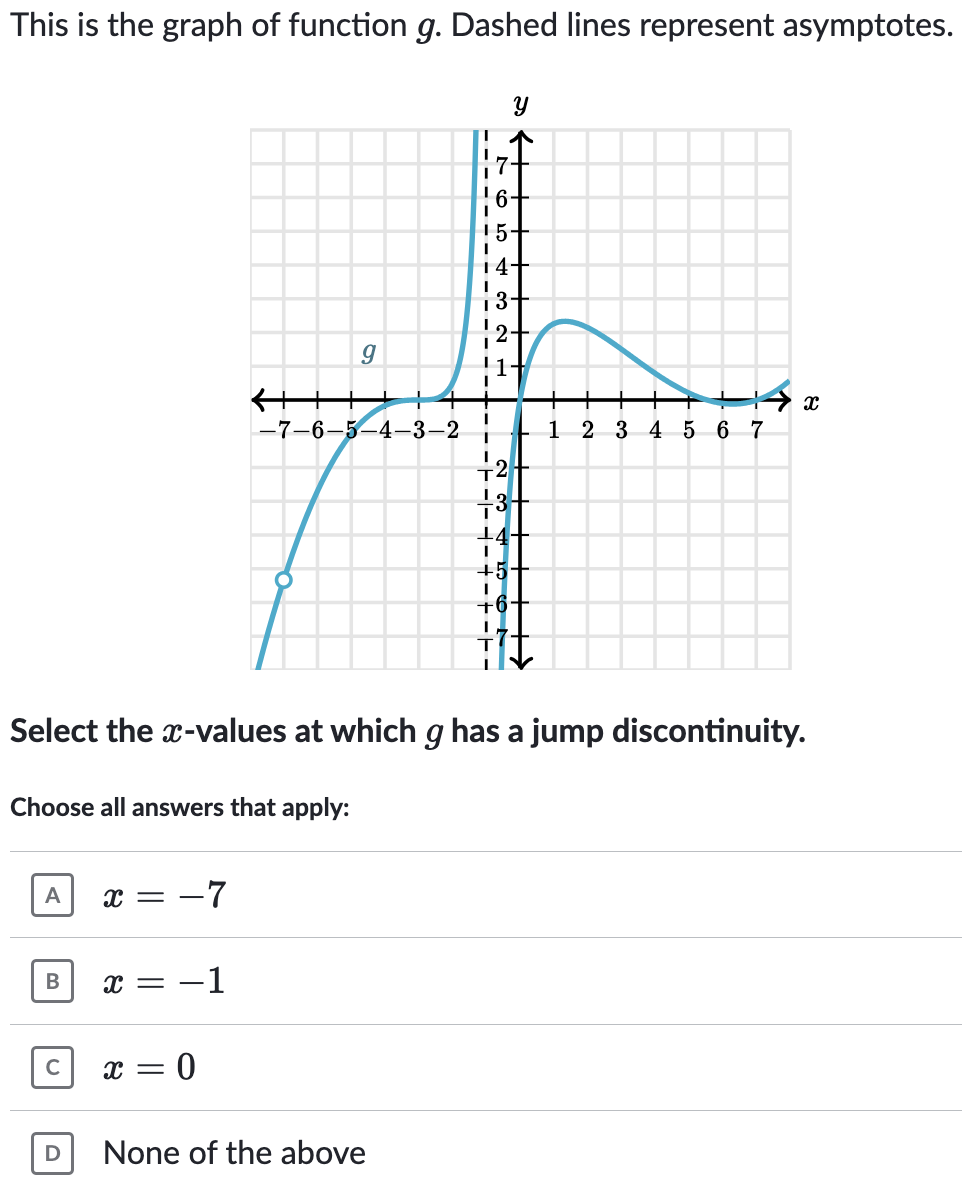 This is the graph of function g. Dashed lines represent asymptotes.
y
7
6
5
4
3
2
1
g
x
−7 −6 −5 −4 −3 −2 1 2 3 4 5 6 7
−2
−3
−4
−5
−6
−7
Select the x-values at which g has a jump discontinuity.
Choose all answers that apply:
A x = −7
B x = −1
C x = 0
D None of the above